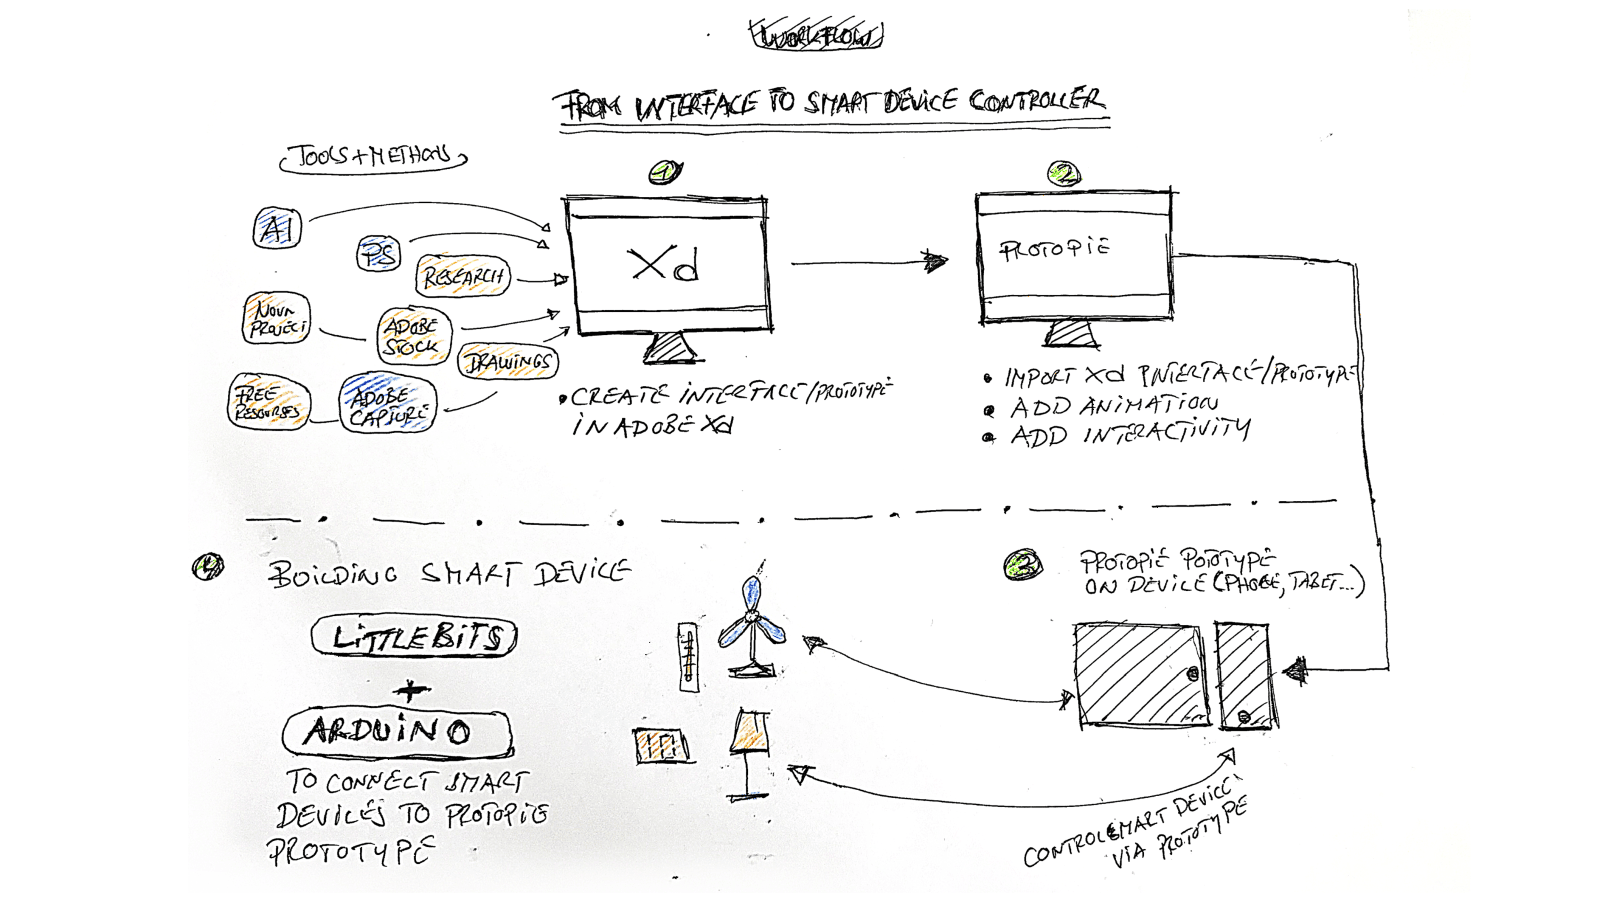 WORKFLOW
FROM INTERFACE TO SMART DEVICE CONTROLLER
TOOLS + METHODS
AI
PS
RESEARCH
NOUN
PROJECT
ADOBE
STOCK
DRAWINGS
FREE
RESOURSES
ADOBE
CAPTURE
1
Xd
• CREATE INTERFACE/PROTOTYPE
IN ADOBE Xd
2
PROTOPIE
• IMPORT Xd INTERFACE/PROTOTYPE
• ADD ANIMATION
• ADD INTERACTIVITY
3
PROTOPIE POTOTYPE
ON DEVICE (PHONE, TABET...)
CONTROL SMART DEVICE
VIA PROTOTYPE
4
BUILDING SMART DEVICE
LITTLEBITS
+
ARDUINO
TO CONNECT SMART
DEVICES TO PROTOPIE
PROTOTYPE